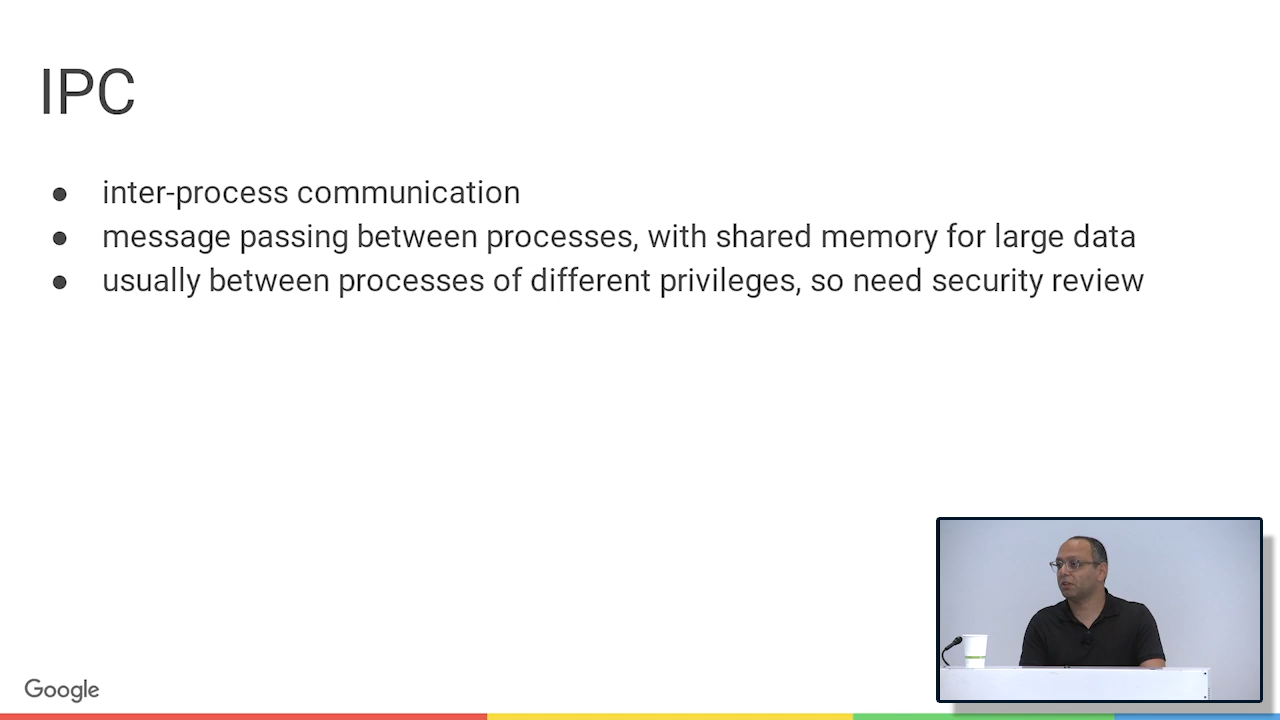 IPC
● inter-process communication
● message passing between processes, with shared memory for large data
● usually between processes of different privileges, so need security review
Google